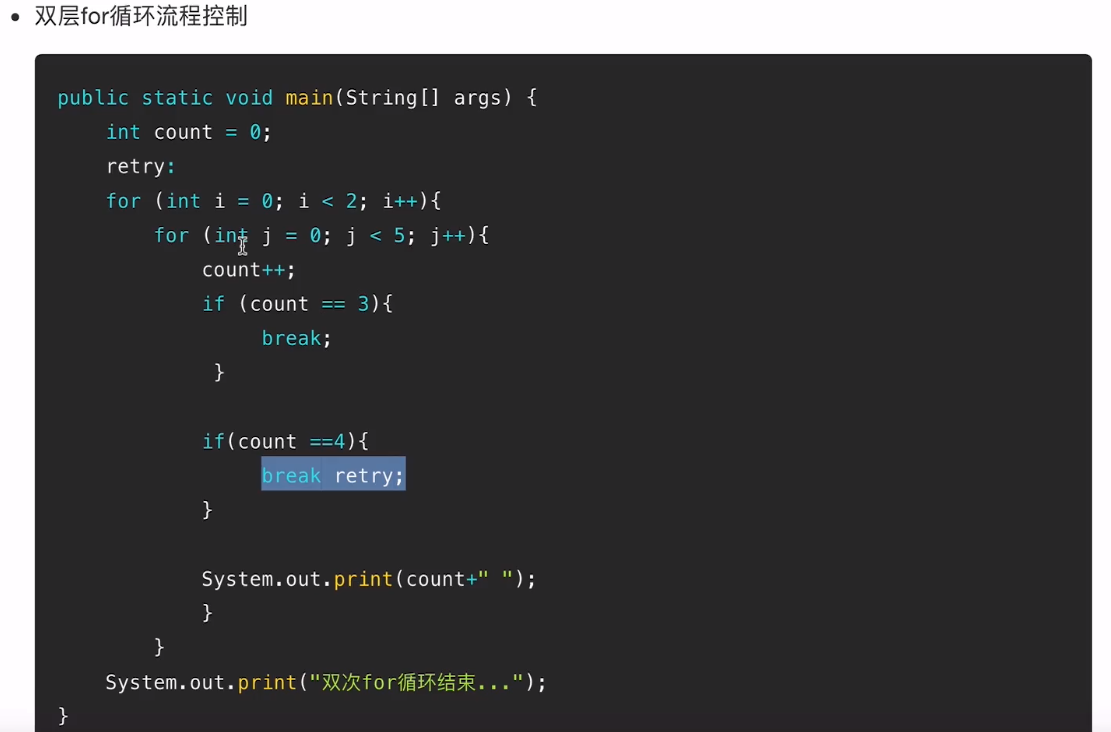 • 双层for循环流程控制
public static void main(String[] args) {
int count = 0;
retry:
for (int i = 0; i < 2; i++){
for (int j = 0; j < 5; j++){
count++;
if (count == 3){
break;
}
if(count ==4){
break retry;
}
System.out.print(count+" ");
}
}
System.out.print("双次for循环结束...");
}